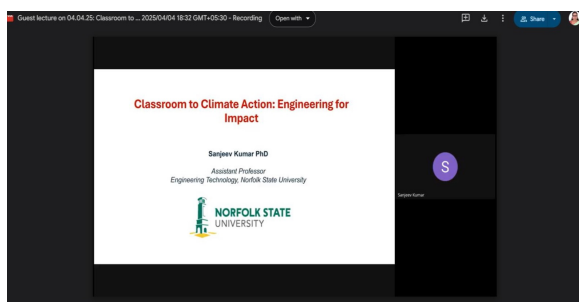 Guest lecture on 04.04.25: Classroom to ... 2025/04/04 18:32 GMT+05:30 - Recording
Open with
Share
Classroom to Climate Action: Engineering for
Impact
Sanjeev Kumar PhD
Assistant Professor
Engineering Technology, Norfolk State University
NORFOLK STATE
UNIVERSITY
S
Sanjeev Kumar